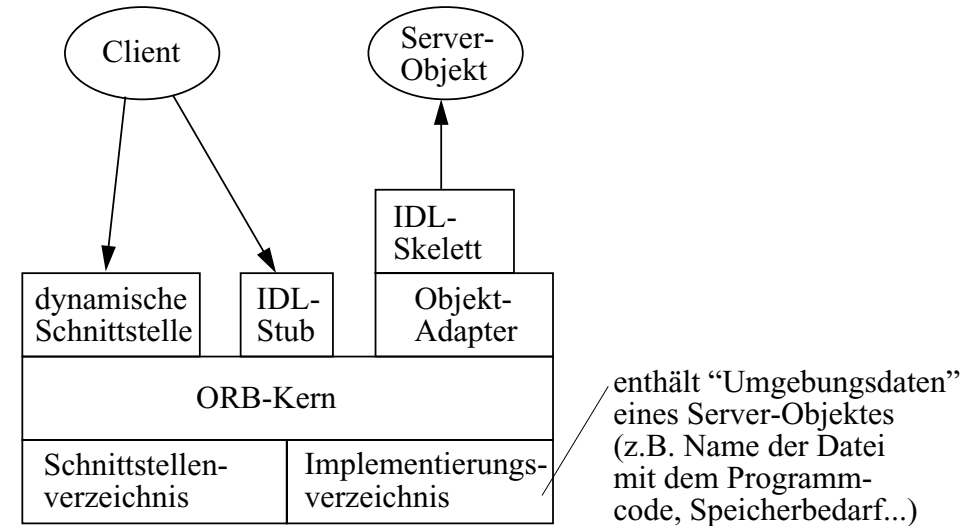 Client
Server-
Objekt
IDL-
Skelett
dynamische
Schnittstelle
IDL-
Stub
Objekt-
Adapter
ORB-Kern
Schnittstellen-
verzeichnis
Implementierungs-
verzeichnis
enthält “Umgebungsdaten”
eines Server-Objektes
(z.B. Name der Datei
mit dem Programm-
code, Speicherbedarf...)